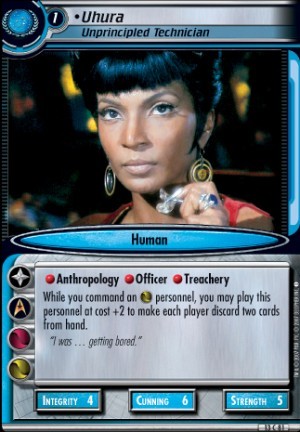 1 • Uhura
Unprincipled Technician
Human
Anthropology Officer Treachery
While you command an personnel, you may play this
personnel at cost +2 to make each player discard two cards
from hand.
"I was … getting bored."
INTEGRITY 4 CUNNING 6 STRENGTH 5